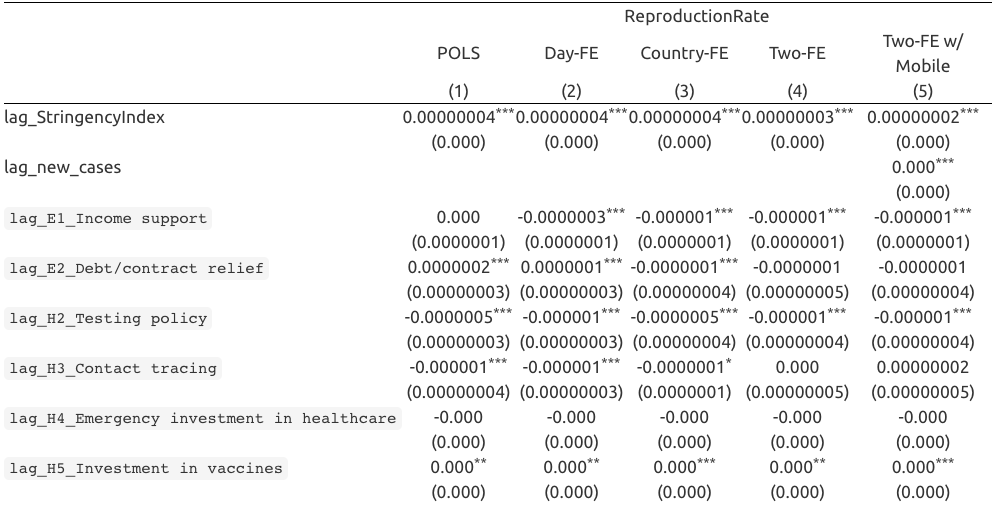 ReproductionRate
POLS Day-FE Country-FE Two-FE Two-FE w/ Mobile
(1) (2) (3) (4) (5)
lag_StringencyIndex 0.00000004*** 0.00000004*** 0.00000004*** 0.00000003*** 0.00000002***
(0.000) (0.000) (0.000) (0.000) (0.000)
lag_new_cases 0.000***
(0.000)
lag_E1_Income support 0.000 -0.0000003*** -0.000001*** -0.000001*** -0.000001***
(0.0000001) (0.0000001) (0.0000001) (0.0000001) (0.0000001)
lag_E2_Debt/contract relief 0.0000002*** 0.0000001*** -0.0000001*** -0.0000001 -0.0000001
(0.00000003) (0.00000003) (0.00000004) (0.00000005) (0.00000004)
lag_H2_Testing policy -0.0000005*** -0.000001*** -0.0000005*** -0.000001*** -0.000001***
(0.00000003) (0.00000003) (0.00000004) (0.00000004) (0.00000004)
lag_H3_Contact tracing -0.000001*** -0.000001*** -0.0000001* 0.000 0.00000002
(0.00000004) (0.00000003) (0.0000001) (0.00000005) (0.00000005)
lag_H4_Emergency investment in healthcare -0.000 -0.000 -0.000 -0.000 -0.000
(0.000) (0.000) (0.000) (0.000) (0.000)
lag_H5_Investment in vaccines 0.000** 0.000** 0.000*** 0.000** 0.000***
(0.000) (0.000) (0.000) (0.000) (0.000)